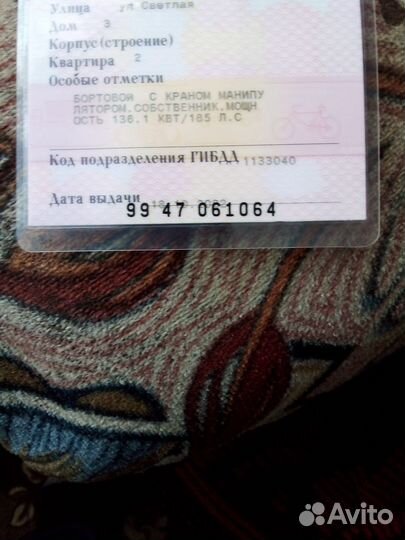 Улица ул Светлая
Дом 3
Корпус(строение)
Квартира 2
Особые отметки
БОРТОВОЙ С КРАНОМ МАНИПУ
ЛЯТОРОМ.СОБСТВЕННИК.МОЩН
ОСТЬ 136.1 КВТ/185 Л.С
Код подразделения ГИБДД 1133040
Дата выдачи
99 47 061064
Avito